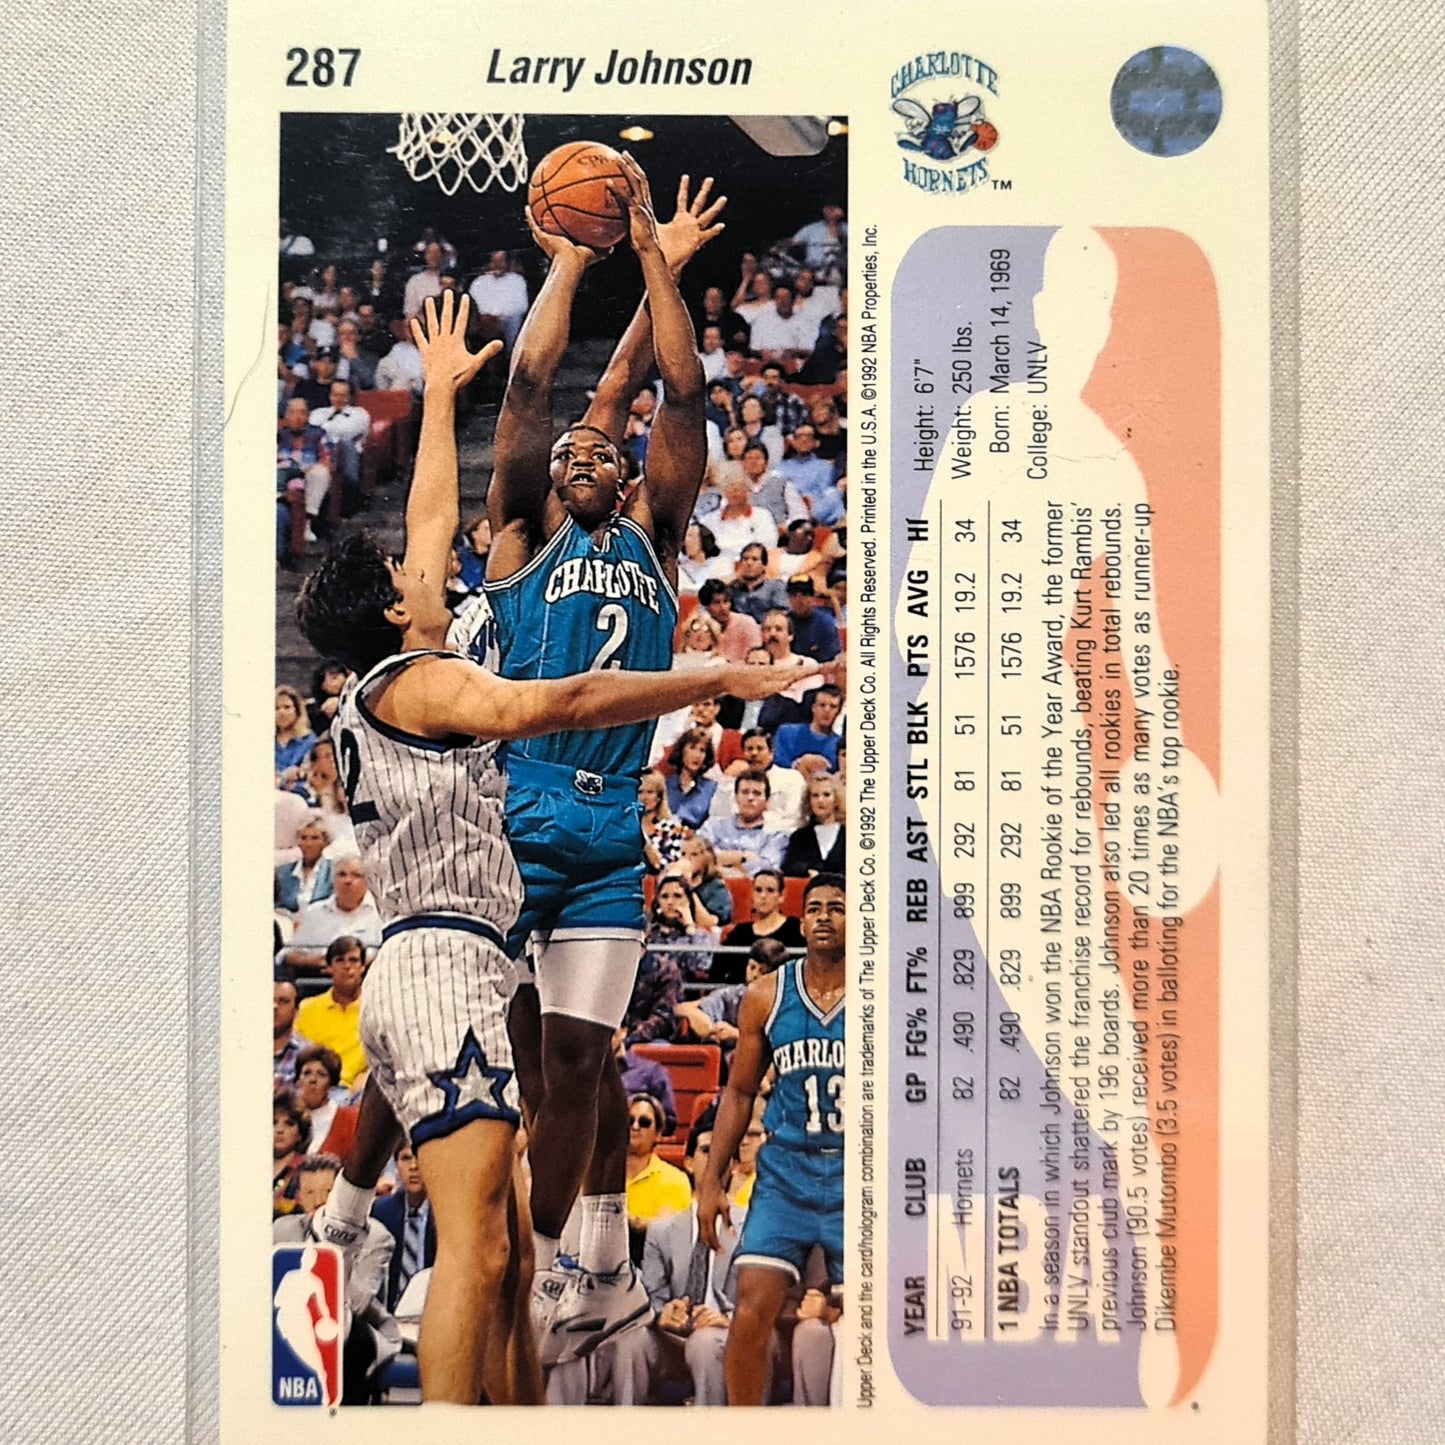 287
Larry Johnson
CHARLOTTE
HORNETS™
CHARLOTTE
2
2
CHARLO
13
NBA
Upper Deck and the card/hologram combination are trademarks of The Upper Deck Co. ©1992 The Upper Deck Co. All Rights Reserved. Printed in the U.S.A. ©1992 NBA Properties, Inc.
Height: 6'7"
Weight: 250 lbs.
Born: March 14, 1969
College: UNLV
YEAR CLUB GP FG% FT% REB AST STL BLK PTS AVG HI
91-92 Hornets 82 .490 .829 899 292 81 51 1576 19.2 34
1 NBA TOTALS 82 .490 .829 899 292 81 51 1576 19.2 34
In a season in which Johnson won the NBA Rookie of the Year Award, the former
UNLV standout shattered the franchise record for rebounds, beating Kurt Rambis'
previous club mark by 196 boards. Johnson also led all rookies in total rebounds.
Johnson (90.5 votes) received more than 20 times as many votes as runner-up
Dikembe Mutombo (3.5 votes) in balloting for the NBA's top rookie.